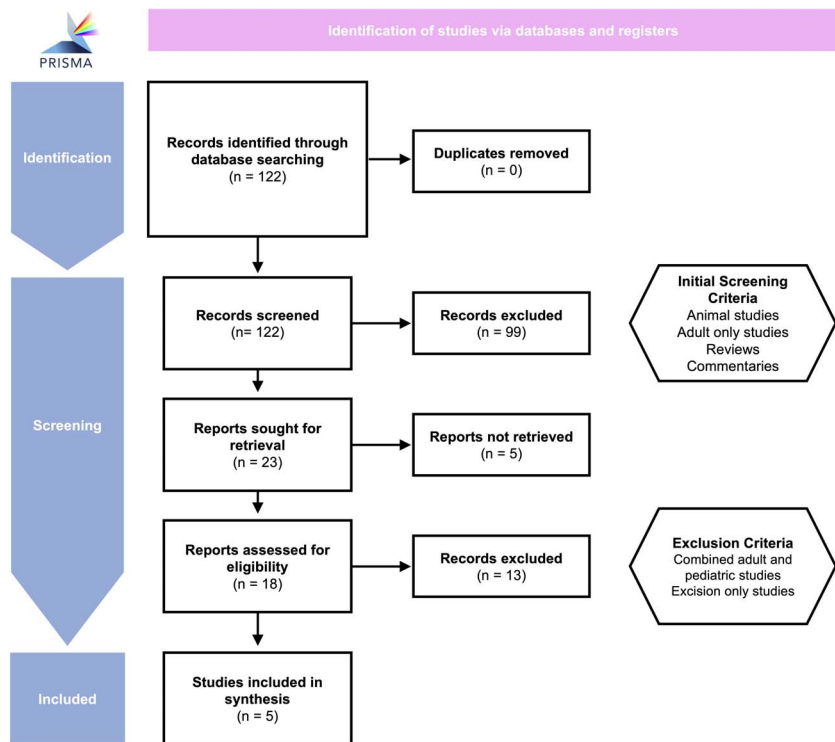 Identification of studies via databases and registers
PRISMA
Identification
Records identified through
database searching
(n = 122)
Duplicates removed
(n = 0)
Screening
Records screened
(n= 122)
Records excluded
(n = 99)
Initial Screening
Criteria
Animal studies
Adult only studies
Reviews
Commentaries
Reports sought for
retrieval
(n = 23)
Reports not retrieved
(n = 5)
Reports assessed for
eligibility
(n = 18)
Records excluded
(n = 13)
Exclusion Criteria
Combined adult and
pediatric studies
Excision only studies
Included
Studies included in
synthesis
(n = 5)